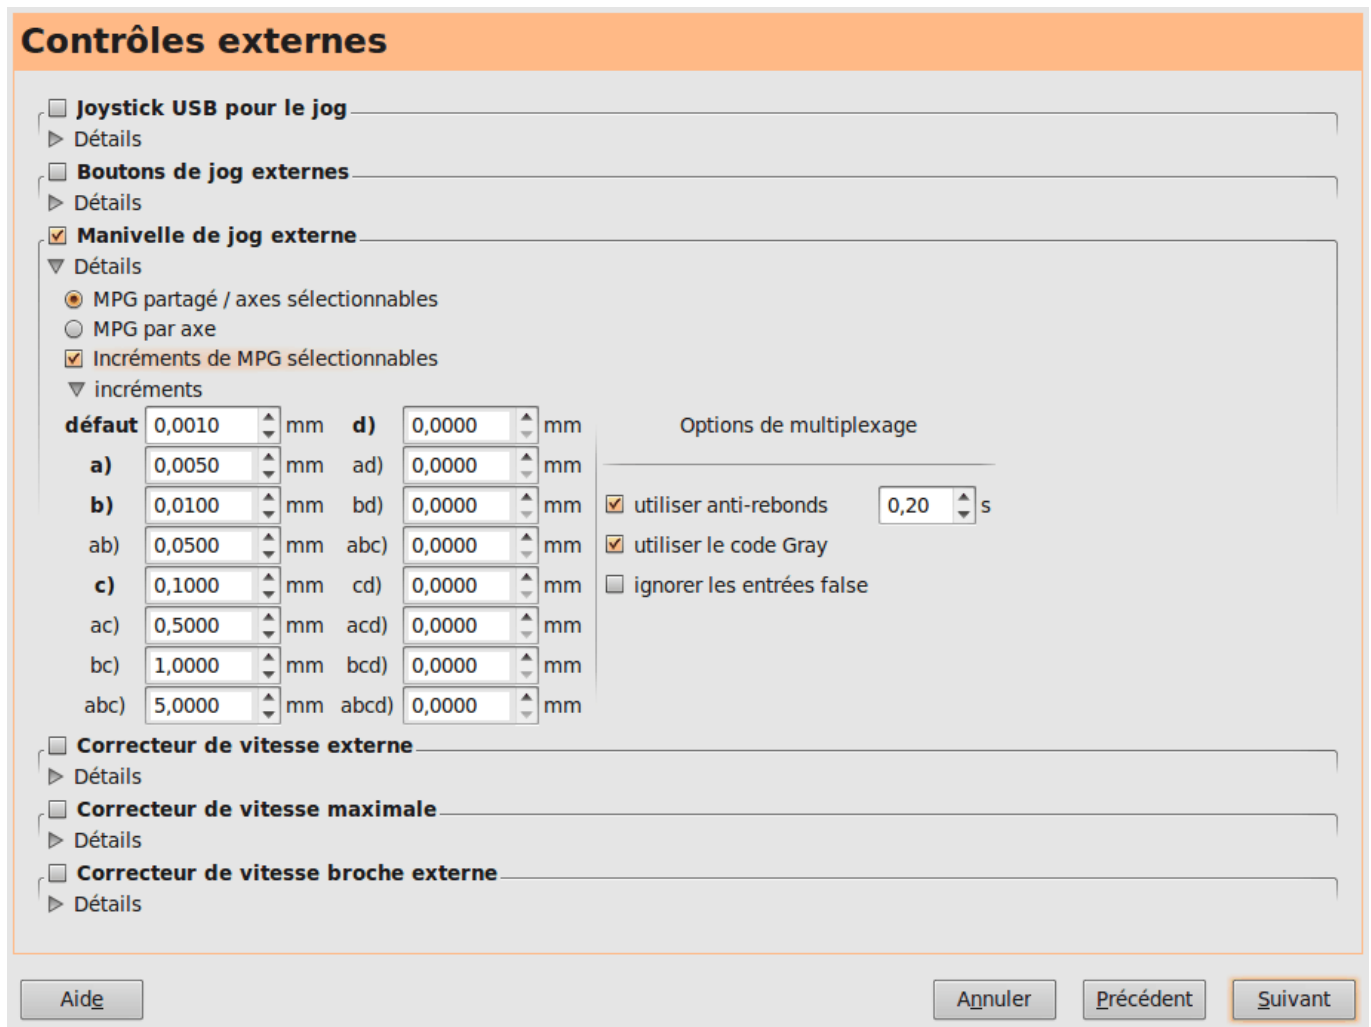 Contrôles externes
Joystick USB pour le jog
Détails
Boutons de jog externes
Détails
Manivelle de jog externe
Détails
MPG partagé / axes sélectionnables
MPG par axe
Incréments de MPG sélectionnables
incréments
défaut 0,0010 mm d) 0,0000 mm Options de multiplexage
a) 0,0050 mm ad) 0,0000 mm
b) 0,0100 mm bd) 0,0000 mm utiliser anti-rebonds 0,20 s
ab) 0,0500 mm abc) 0,0000 mm utiliser le code Gray
c) 0,1000 mm cd) 0,0000 mm ignorer les entrées false
ac) 0,5000 mm acd) 0,0000 mm
bc) 1,0000 mm bcd) 0,0000 mm
abc) 5,0000 mm abcd) 0,0000 mm
Correcteur de vitesse externe
Détails
Correcteur de vitesse maximale
Détails
Correcteur de vitesse broche externe
Détails
Aide Annuler Précédent Suivant